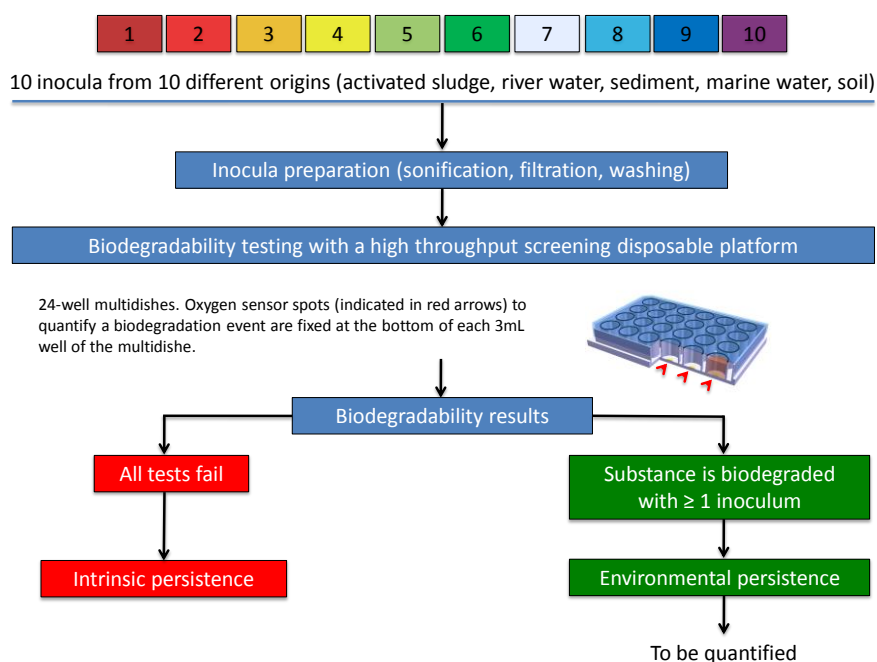 1 2 3 4 5 6 7 8 9 10
10 inocula from 10 different origins (activated sludge, river water, sediment, marine water, soil)
Inocula preparation (sonification, filtration, washing)
Biodegradability testing with a high throughput screening disposable platform
24-well multidishes. Oxygen sensor spots (indicated in red arrows) to
quantify a biodegradation event are fixed at the bottom of each 3mL
well of the multidishe.
Biodegradability results
All tests fail
Substance is biodegraded
with ≥ 1 inoculum
Intrinsic persistence
Environmental persistence
To be quantified